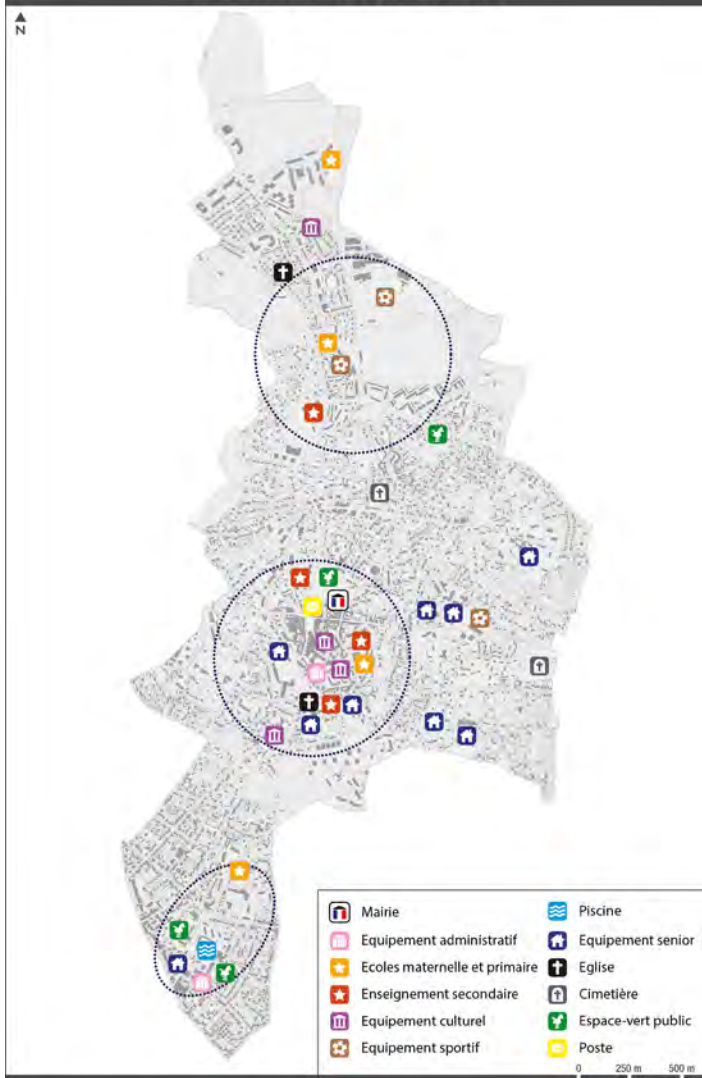 N
Mairie
Equipement administratif
Ecoles maternelle et primaire
Enseignement secondaire
Equipement culturel
Equipement sportif
Piscine
Equipement senior
Eglise
Cimetière
Espace-vert public
Poste
0 250 m 500 m